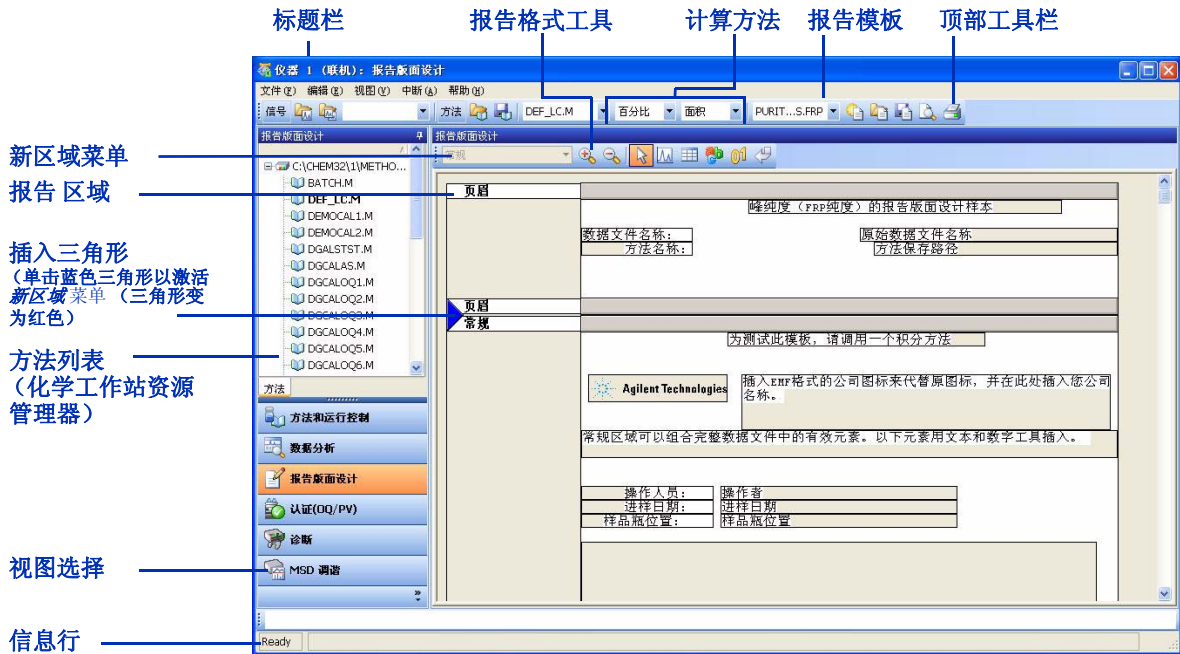 标题栏
报告格式工具
计算方法
报告模板
顶部工具栏
仪器 1 (联机): 报告版面设计
文件(F) 编辑(E) 视图(V) 中断(A) 帮助(H)
信号 方法 DEF_LC.M 百分比 面积 PURIT...S.FRP
报告版面设计
报告版面设计
常规
新区域菜单
报告 区域
插入三角形
（单击蓝色三角形以激活
新区域 菜单 （三角形变
为红色）
方法列表
（化学工作站资源
管理器）
视图选择
信息行
C:\CHEM32\1\METHO...
BATCH.M
DEF_LC.M
DEMOCAL1.M
DEMOCAL2.M
DGALSTST.M
DGCALAS.M
DGCALOQ1.M
DGCALOQ2.M
DGCALOQ3.M
DGCALOQ4.M
DGCALOQ5.M
DGCALOQ6.M
方法
方法和运行控制
数据分析
报告版面设计
认证(OQ/PV)
诊断
MSD 调谐
页眉
峰纯度（FRP纯度）的报告版面设计样本
数据文件名称: 原始数据文件名称
方法名称: 方法保存路径
页眉
常规
为测试此模板，请调用一个积分方法
Agilent Technologies
插入EMF格式的公司图标来代替原图标，并在此处插入您公司
名称。
常规区域可以组合完整数据文件中的有效元素。以下元素用文本和数字工具插入。
操作人员: 操作者
进样日期: 进样日期
样品瓶位置: 样品瓶位置
Ready